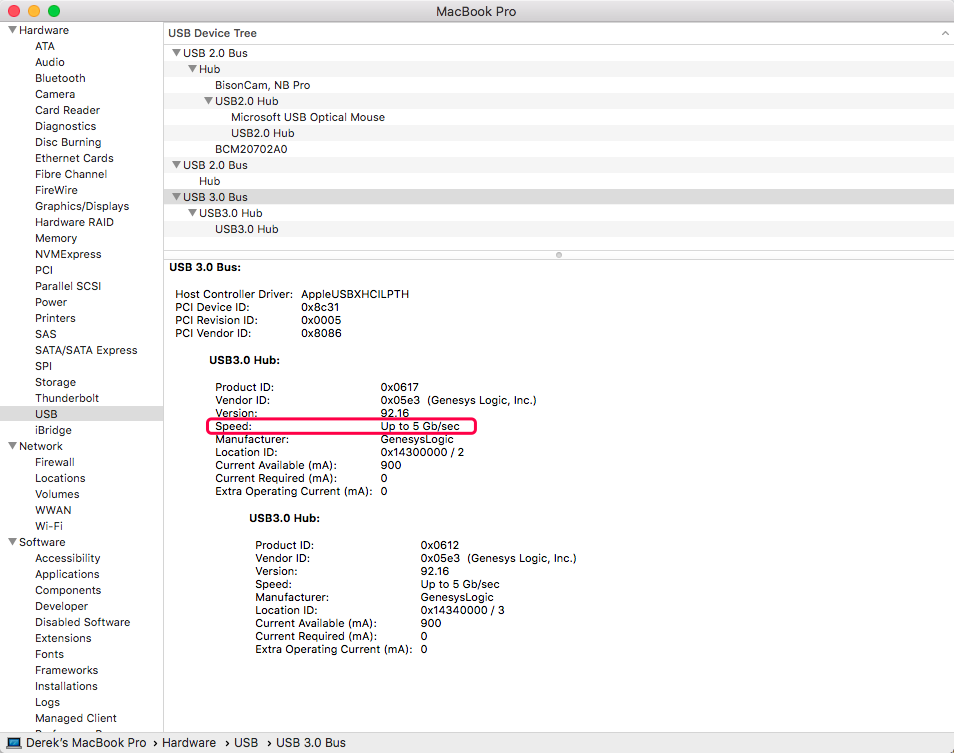 MacBook Pro
Hardware
ATA
Audio
Bluetooth
Camera
Card Reader
Diagnostics
Disc Burning
Ethernet Cards
Fibre Channel
FireWire
Graphics/Displays
Hardware RAID
Memory
NVMExpress
PCI
Parallel SCSI
Power
Printers
SAS
SATA/SATA Express
SPI
Storage
Thunderbolt
USB
iBridge
Network
Firewall
Locations
Volumes
WWAN
Wi-Fi
Software
Accessibility
Applications
Components
Developer
Disabled Software
Extensions
Fonts
Frameworks
Installations
Logs
Managed Client
USB Device Tree
USB 2.0 Bus
Hub
BisonCam, NB Pro
USB2.0 Hub
Microsoft USB Optical Mouse
USB2.0 Hub
BCM20702A0
USB 2.0 Bus
Hub
USB 3.0 Bus
USB3.0 Hub
USB3.0 Hub
USB 3.0 Bus:
Host Controller Driver: AppleUSBXHCILPTH
PCI Device ID: 0x8c31
PCI Revision ID: 0x0005
PCI Vendor ID: 0x8086
USB3.0 Hub:
Product ID: 0x0617
Vendor ID: 0x05e3 (Genesys Logic, Inc.)
Version: 92.16
Speed: Up to 5 Gb/sec
Manufacturer: GenesysLogic
Location ID: 0x14300000 / 2
Current Available (mA): 900
Current Required (mA): 0
Extra Operating Current (mA): 0
USB3.0 Hub:
Product ID: 0x0612
Vendor ID: 0x05e3 (Genesys Logic, Inc.)
Version: 92.16
Speed: Up to 5 Gb/sec
Manufacturer: GenesysLogic
Location ID: 0x14340000 / 3
Current Available (mA): 900
Current Required (mA): 0
Extra Operating Current (mA): 0
Derek's MacBook Pro › Hardware › USB › USB 3.0 Bus